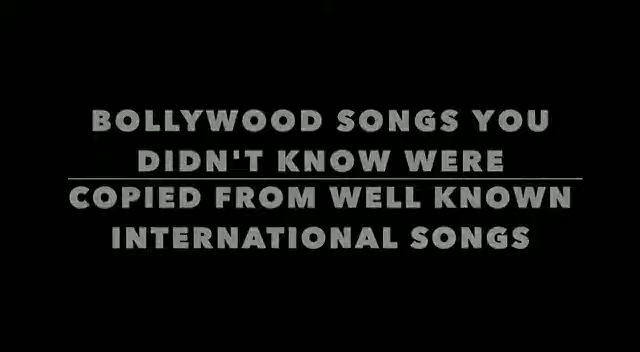 BOLLYWOOD SONGS YOU
DIDN'T KNOW WERE
COPIED FROM WELL KNOWN
INTERNATIONAL SONGS